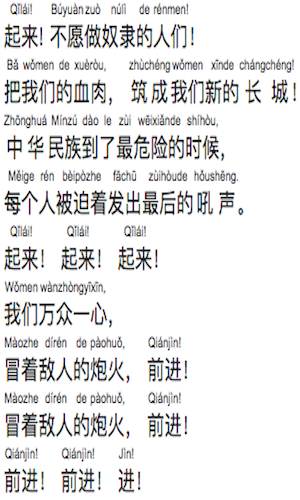 Qǐlái! Bùyuàn zuò núlì de rénmen!
起来! 不愿做奴隶的人们!
Bǎ wǒmen de xuèròu, zhùchéng wǒmen xīnde chángchéng!
把我们的血肉, 筑成我们新的长城!
Zhōnghuá Mínzú dào le zùi wēixiǎnde shíhòu,
中华民族到了最危险的时候,
Měige rén bèipòzhe fāchū zùihòude hǒushēng.
每个人被迫着发出最后的吼声。
Qǐlái! Qǐlái! Qǐlái!
起来! 起来! 起来!
Wǒmen wànzhòngyīxīn,
我们万众一心,
Màozhe dírén de pàohuǒ, Qiánjìn!
冒着敌人的炮火, 前进!
Màozhe dírén de pàohuǒ, Qiánjìn!
冒着敌人的炮火, 前进!
Qiánjìn! Qiánjìn! Jìn!
前进! 前进! 进!